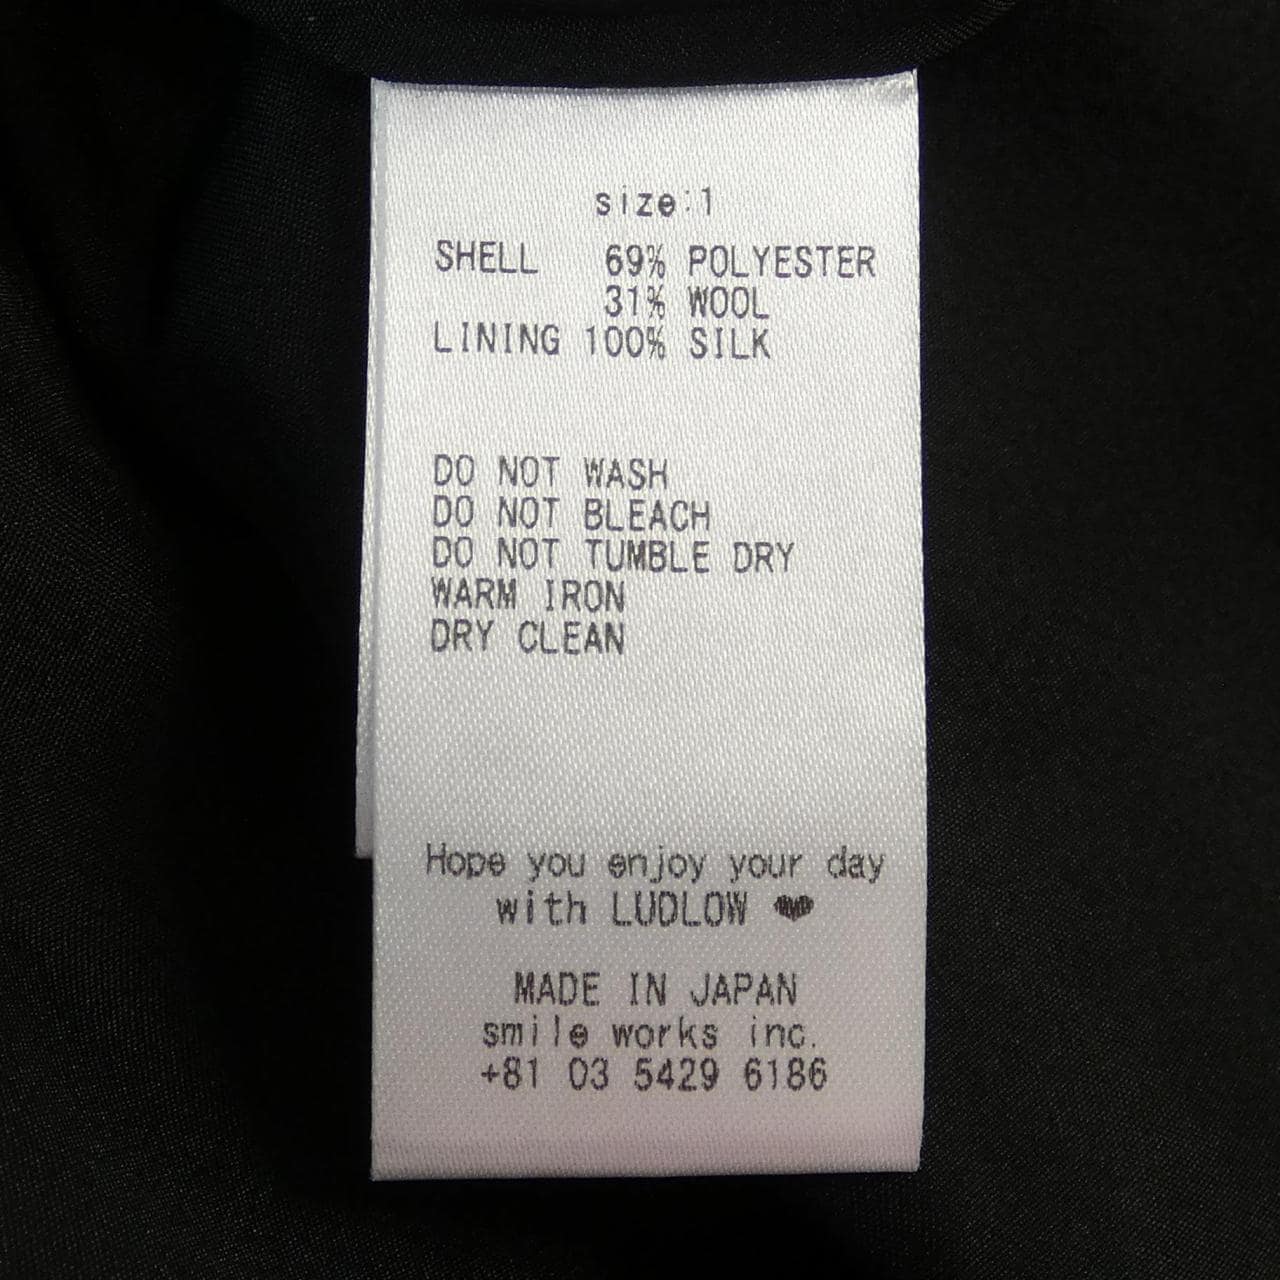 size:1
SHELL 69% POLYESTER
31% WOOL
LINING 100% SILK
DO NOT WASH
DO NOT BLEACH
DO NOT TUMBLE DRY
WARM IRON
DRY CLEAN
Hope you enjoy your day
with LUDLOW ♥
MADE IN JAPAN
smile works inc.
+81 03 5429 6186